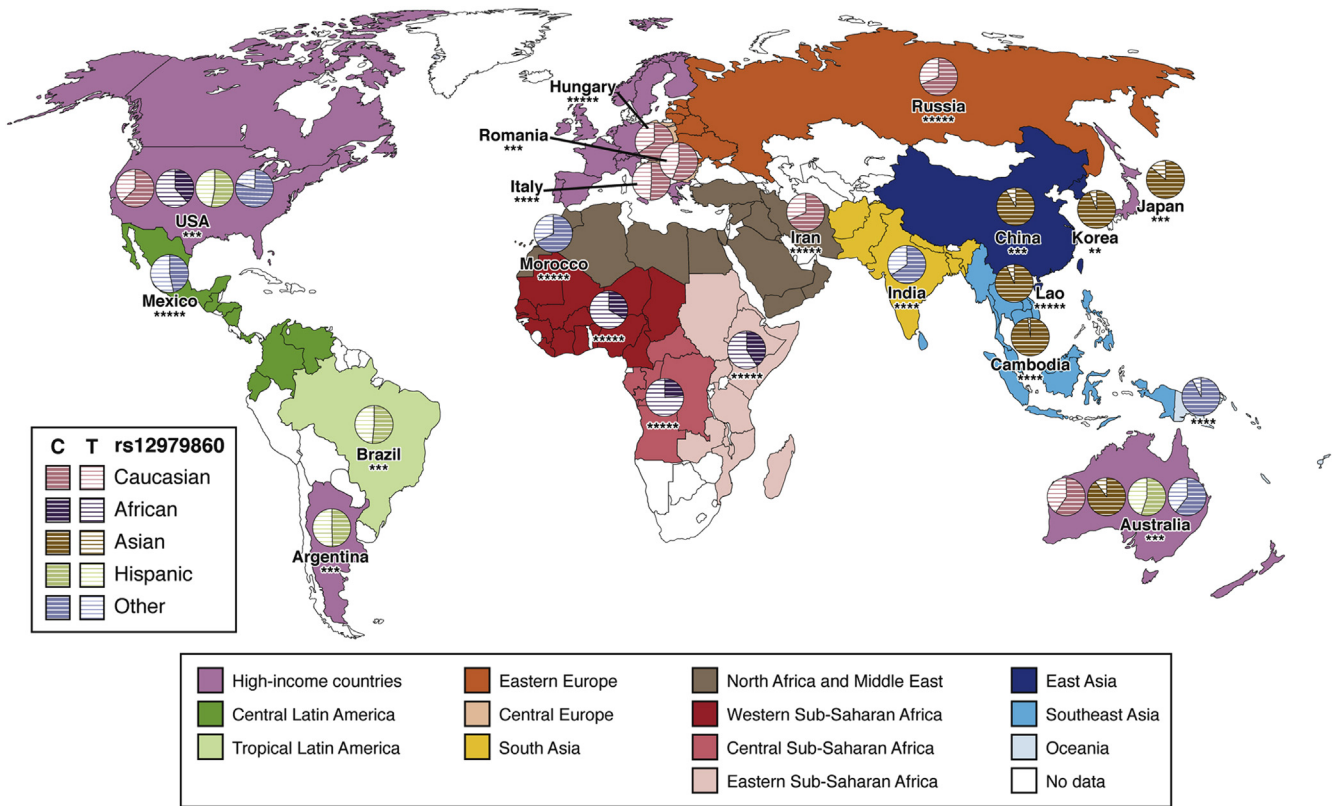 Hungary
*****
Romania
***
Italy
****
Russia
*****
USA
***
Mexico
*****
Morocco
*****
*****
*****
*****
Iran
*****
India
****
China
***
Korea
**
Japan
***
Lao
*****
Cambodia
****
****
Brazil
***
Argentina
***
Australia
***
C T rs12979860
Caucasian
African
Asian
Hispanic
Other
High-income countries
Central Latin America
Tropical Latin America
Eastern Europe
Central Europe
South Asia
North Africa and Middle East
Western Sub-Saharan Africa
Central Sub-Saharan Africa
Eastern Sub-Saharan Africa
East Asia
Southeast Asia
Oceania
No data